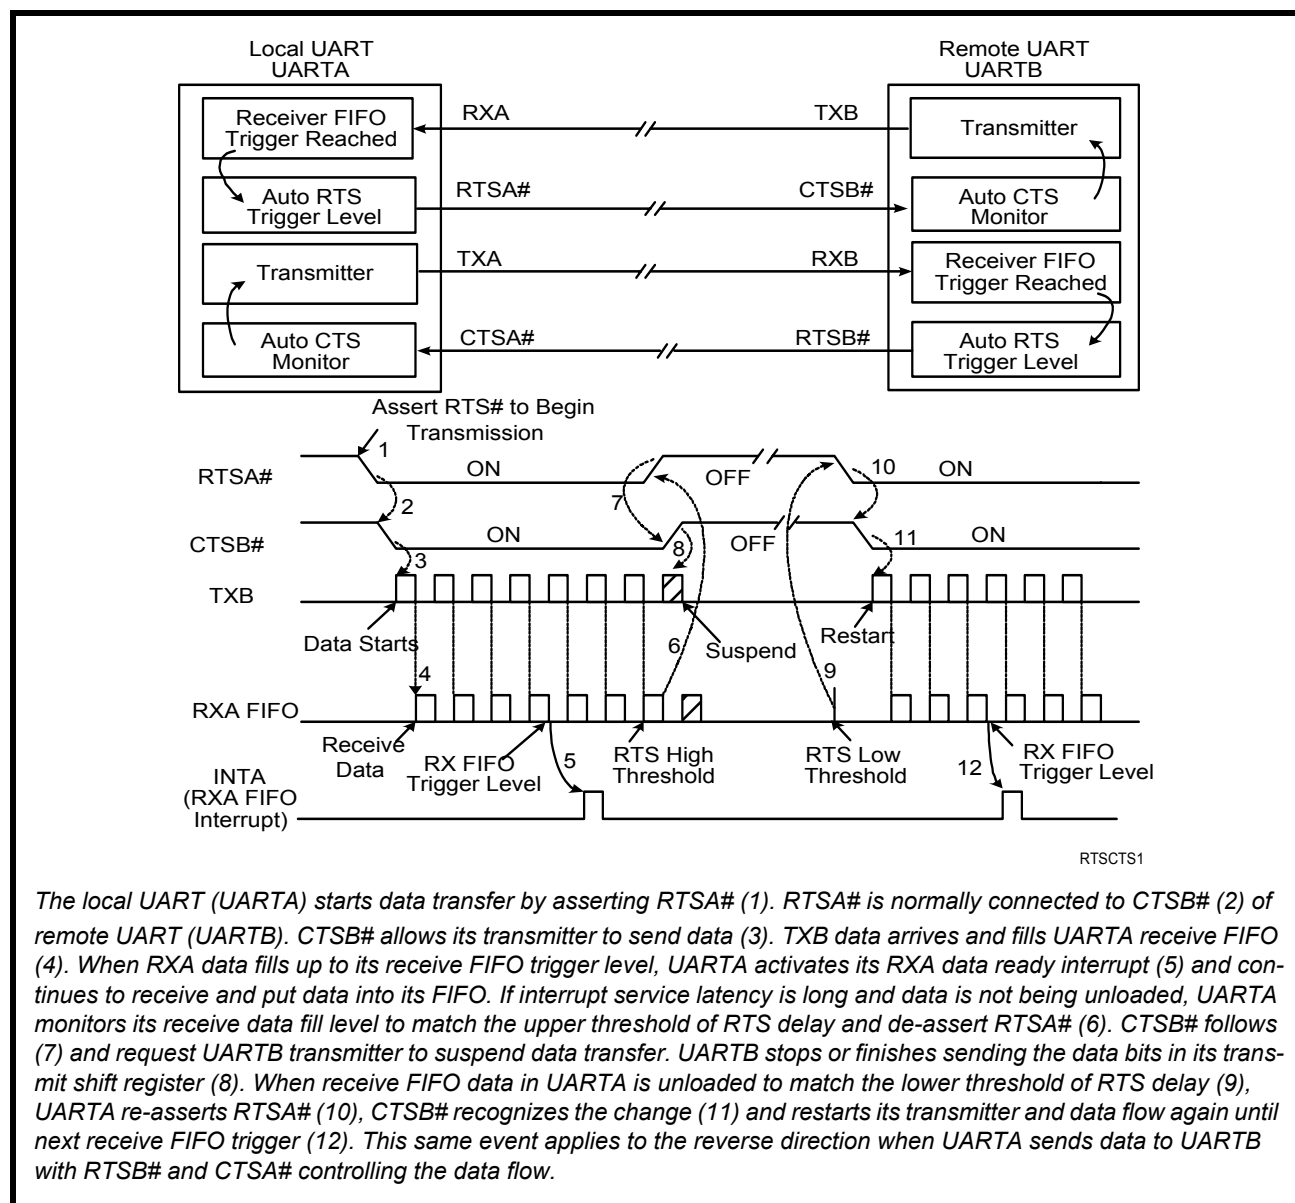 Local UART
UARTA
Remote UART
UARTB
Receiver FIFO
Trigger Reached
RXA
TXB
Transmitter
Auto RTS
Trigger Level
RTSA#
CTSB#
Auto CTS
Monitor
Transmitter
TXA
RXB
Receiver FIFO
Trigger Reached
Auto CTS
Monitor
CTSA#
RTSB#
Auto RTS
Trigger Level
Assert RTS# to Begin
Transmission
RTSA#
1
ON
7
OFF
10
ON
2
CTSB#
ON
8
OFF
11
ON
3
TXB
Data Starts
6
Suspend
Restart
4
9
RXA FIFO
Receive
Data
RX FIFO
Trigger Level
5
RTS High
Threshold
RTS Low
Threshold
12
RX FIFO
Trigger Level
INTA
(RXA FIFO
Interrupt)
RTSCTS1
The local UART (UARTA) starts data transfer by asserting RTSA# (1). RTSA# is normally connected to CTSB# (2) of
remote UART (UARTB). CTSB# allows its transmitter to send data (3). TXB data arrives and fills UARTA receive FIFO
(4). When RXA data fills up to its receive FIFO trigger level, UARTA activates its RXA data ready interrupt (5) and con-
tinues to receive and put data into its FIFO. If interrupt service latency is long and data is not being unloaded, UARTA
monitors its receive data fill level to match the upper threshold of RTS delay and de-assert RTSA# (6). CTSB# follows
(7) and request UARTB transmitter to suspend data transfer. UARTB stops or finishes sending the data bits in its trans-
mit shift register (8). When receive FIFO data in UARTA is unloaded to match the lower threshold of RTS delay (9),
UARTA re-asserts RTSA# (10), CTSB# recognizes the change (11) and restarts its transmitter and data flow again until
next receive FIFO trigger (12). This same event applies to the reverse direction when UARTA sends data to UARTB
with RTSB# and CTSA# controlling the data flow.